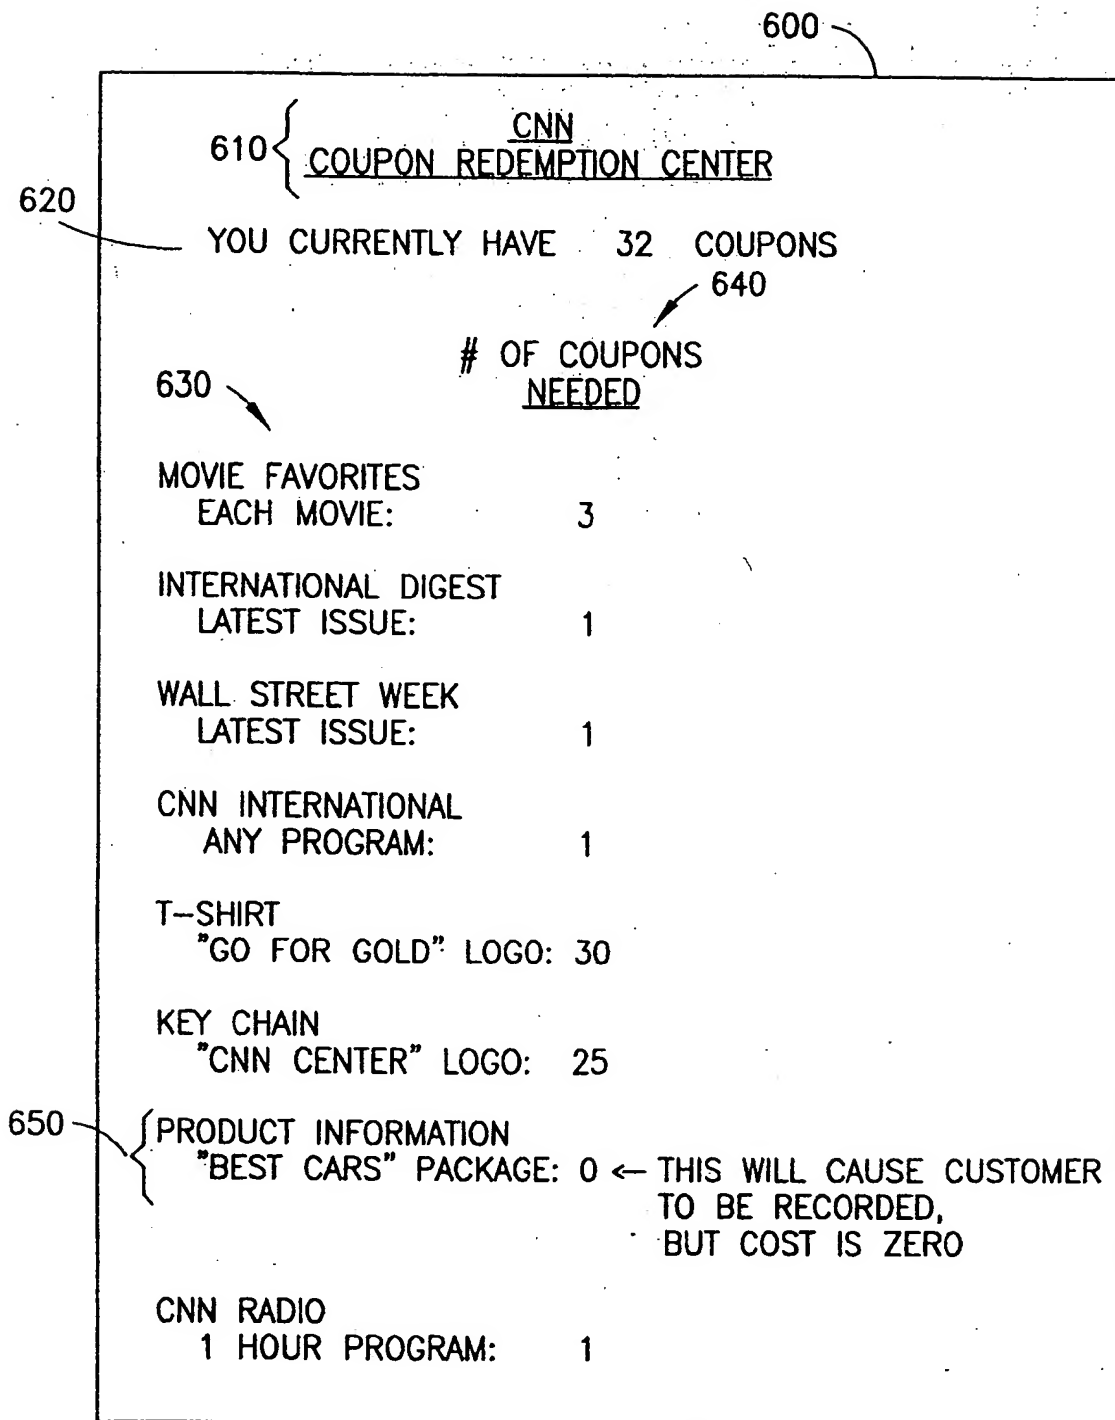 600
610 CNN
COUPON REDEMPTION CENTER
620
YOU CURRENTLY HAVE 32 COUPONS
640
# OF COUPONS
NEEDED
630
MOVIE FAVORITES
EACH MOVIE: 3
INTERNATIONAL DIGEST
LATEST ISSUE: 1
WALL STREET WEEK
LATEST ISSUE: 1
CNN INTERNATIONAL
ANY PROGRAM: 1
T-SHIRT
"GO FOR GOLD" LOGO: 30
KEY CHAIN
"CNN CENTER" LOGO: 25
650 PRODUCT INFORMATION
"BEST CARS" PACKAGE: 0 ← THIS WILL CAUSE CUSTOMER
TO BE RECORDED,
BUT COST IS ZERO
CNN RADIO
1 HOUR PROGRAM: 1